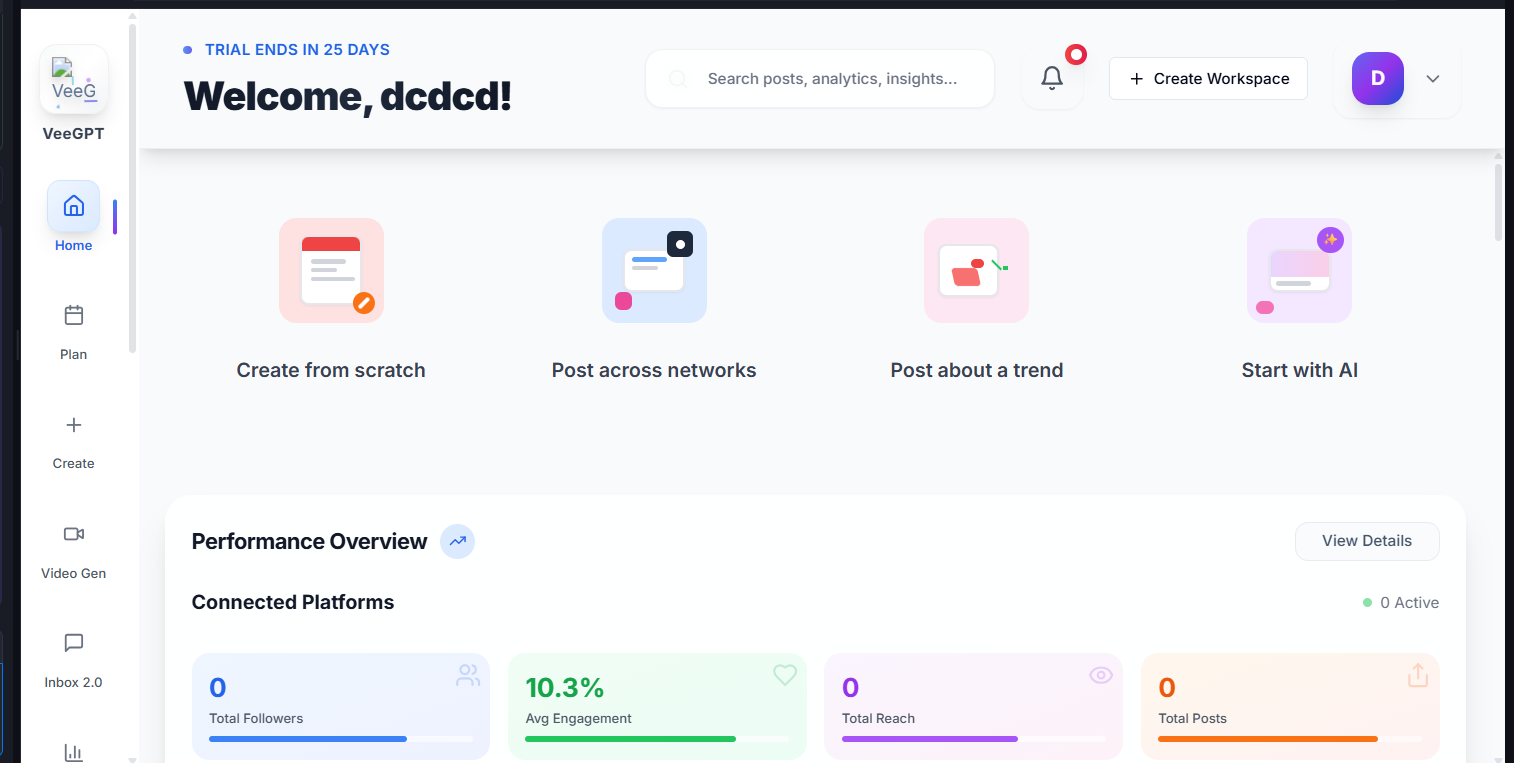 VeeG
VeeGPT
Home
Plan
Create
Video Gen
Inbox 2.0
TRIAL ENDS IN 25 DAYS
Welcome, dcdcd!
Search posts, analytics, insights...
Create Workspace
D
Create from scratch
Post across networks
Post about a trend
Start with AI
Performance Overview
View Details
Connected Platforms
0 Active
0
Total Followers
10.3%
Avg Engagement
0
Total Reach
0
Total Posts